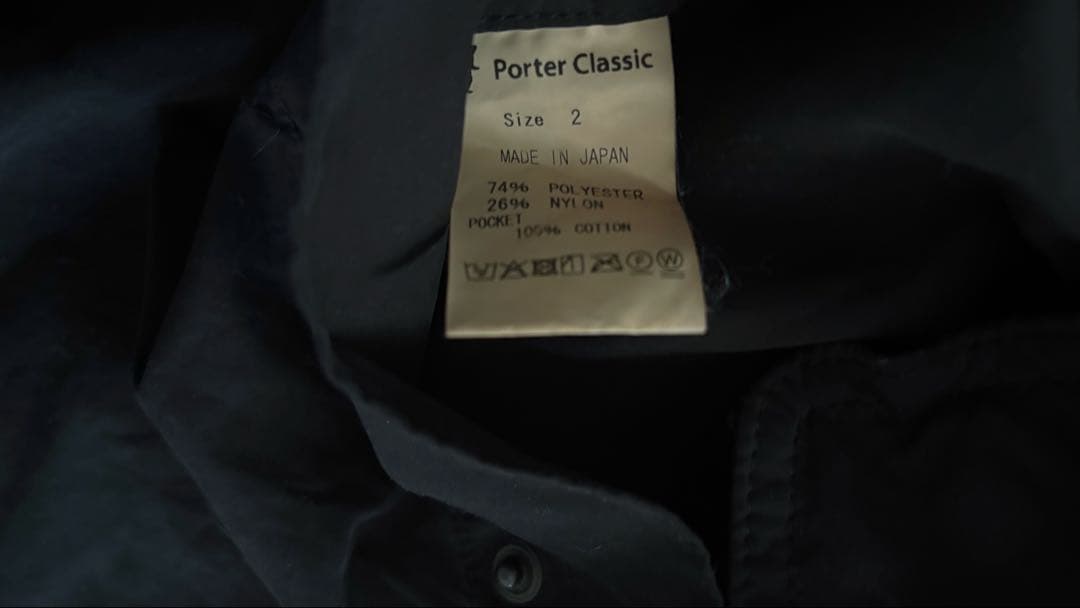 Porter Classic
Size 2
MADE IN JAPAN
74% POLYESTER
26% NYLON
POCKET
100% COTTON